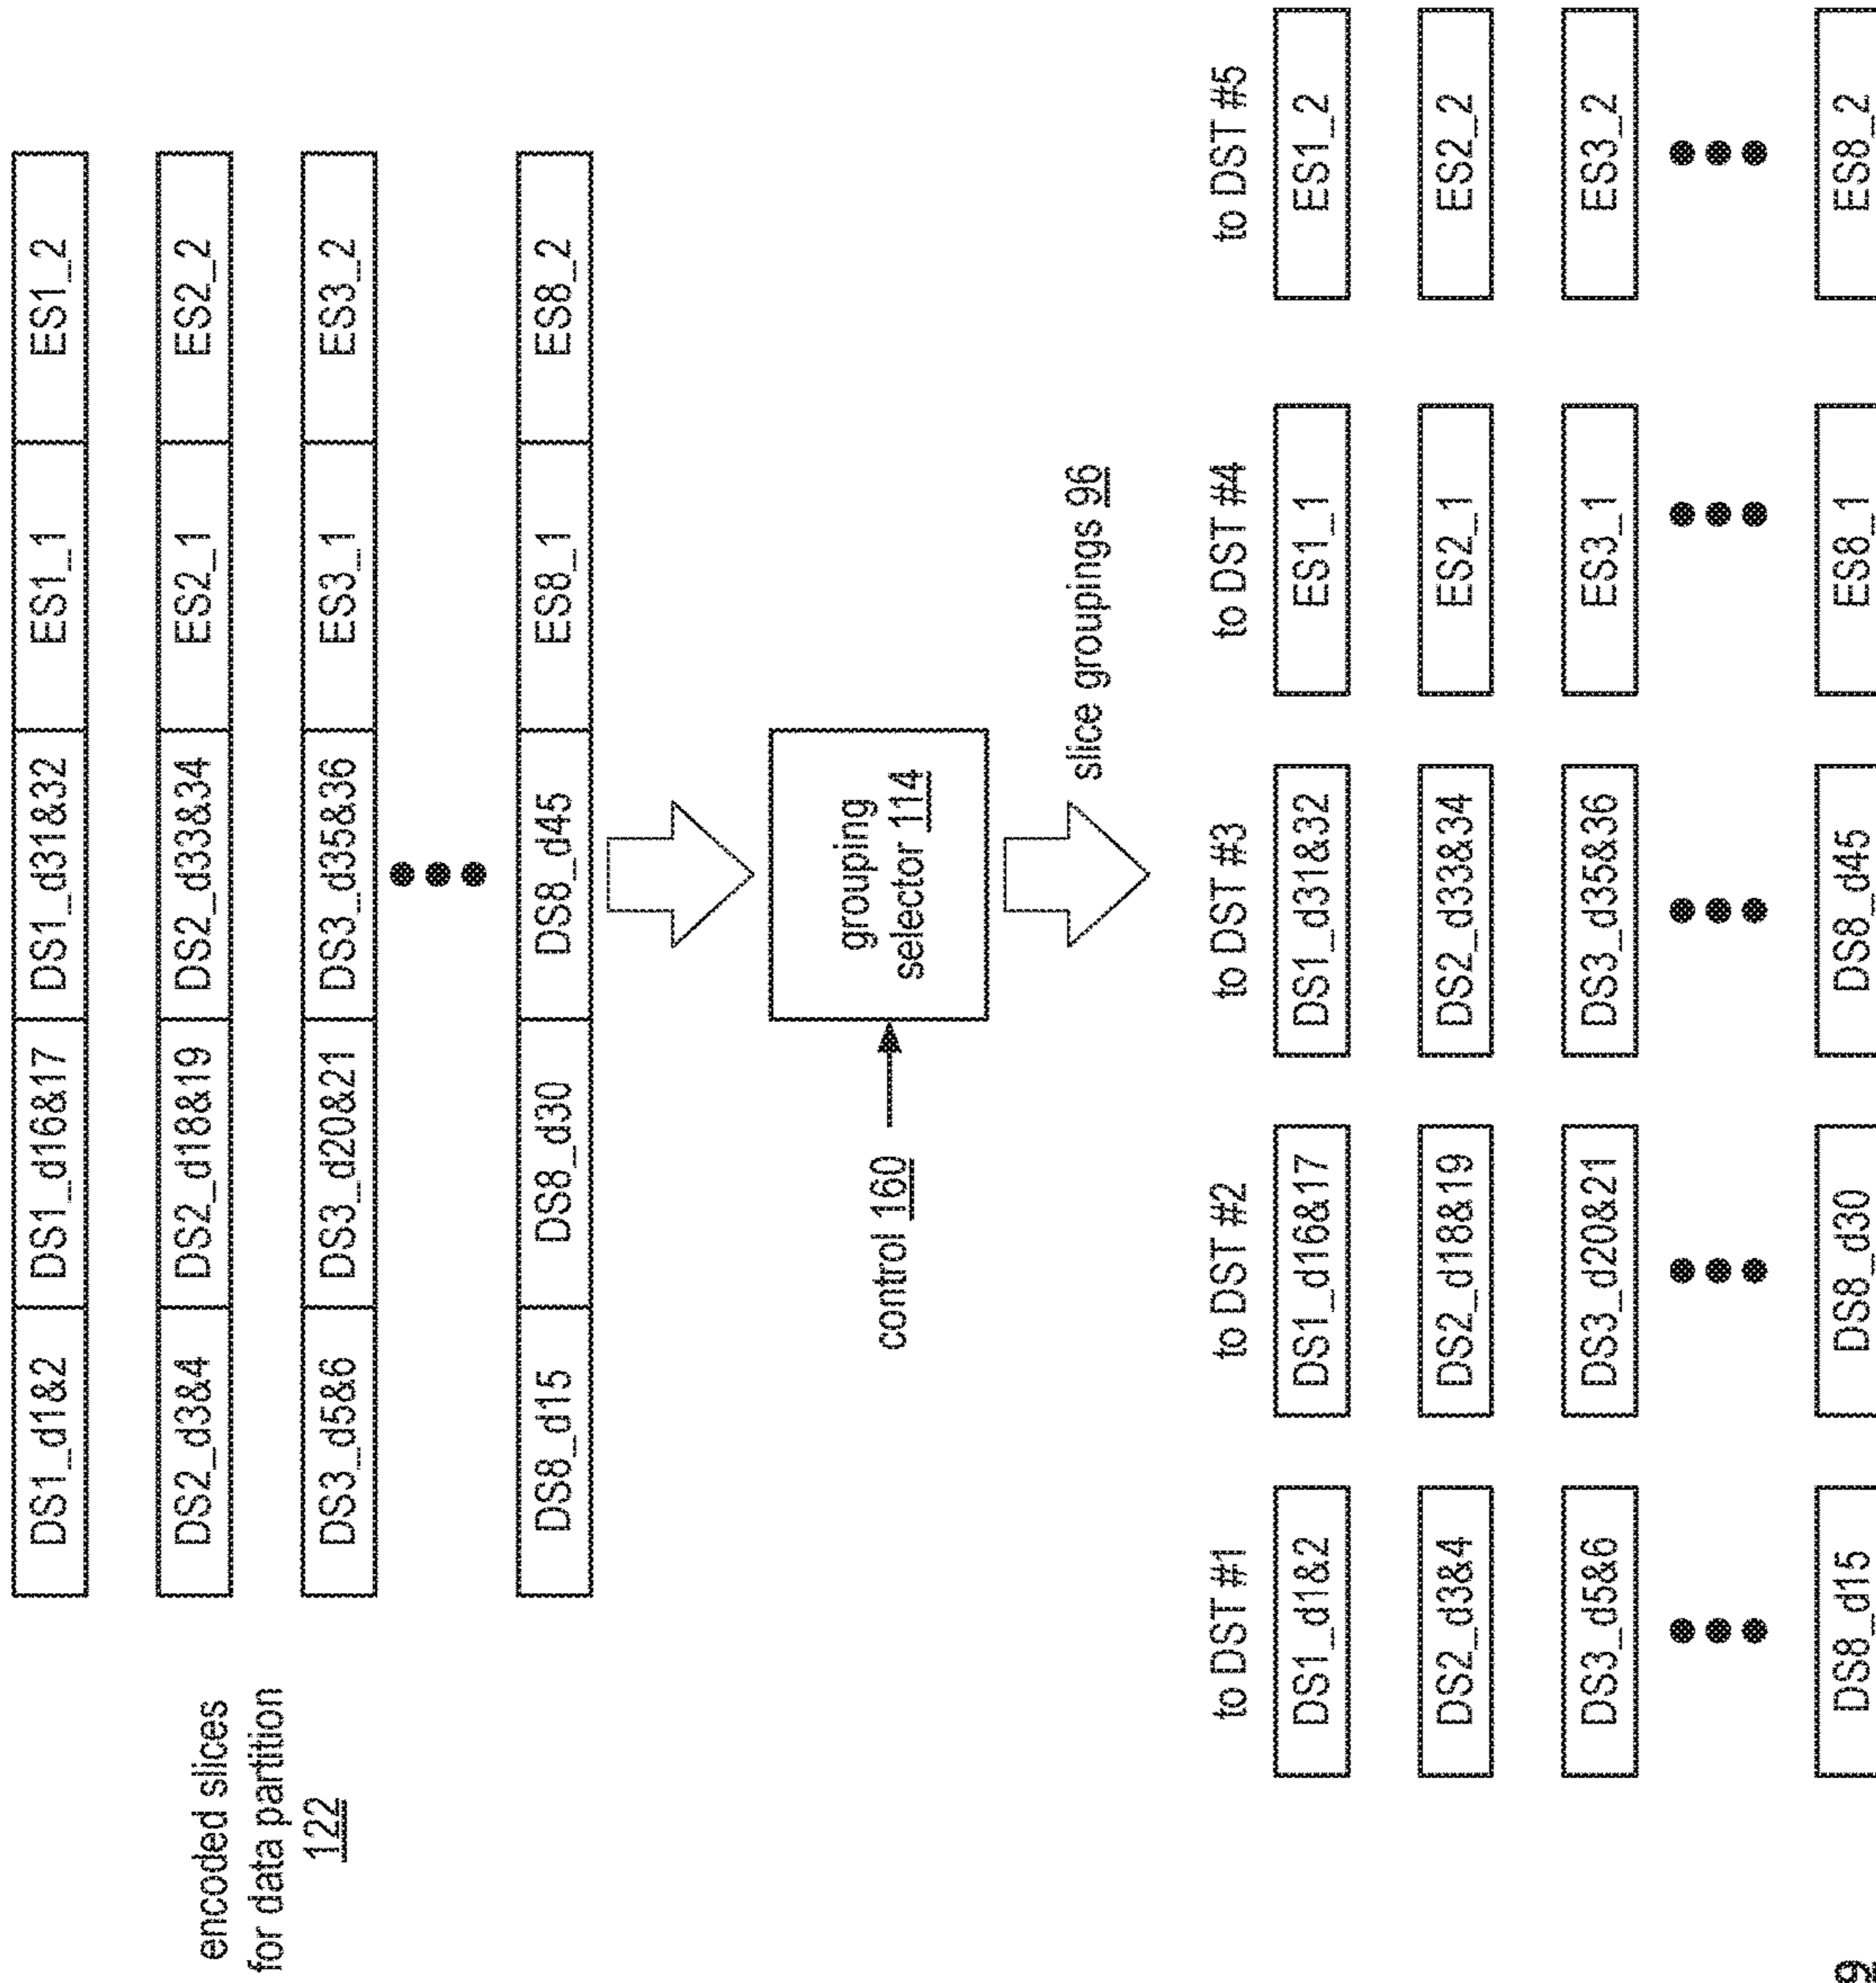 encoded slices
for data partition
122
DS1_d1&2 DS1_d16&17 DS1_d31&32 ES1_1 ES1_2
DS2_d3&4 DS2_d18&19 DS2_d33&34 ES2_1 ES2_2
DS3_d5&6 DS3_d20&21 DS3_d35&36 ES3_1 ES3_2
DS8_d15 DS8_d30 DS8_d45 ES8_1 ES8_2
control 160
grouping
selector 114
slice groupings 96
to DST #1 to DST #2 to DST #3 to DST #4 to DST #5
DS1_d1&2 DS1_d16&17 DS1_d31&32 ES1_1 ES1_2
DS2_d3&4 DS2_d18&19 DS2_d33&34 ES2_1 ES2_2
DS3_d5&6 DS3_d20&21 DS3_d35&36 ES3_1 ES3_2
DS8_d15 DS8_d30 DS8_d45 ES8_1 ES8_2